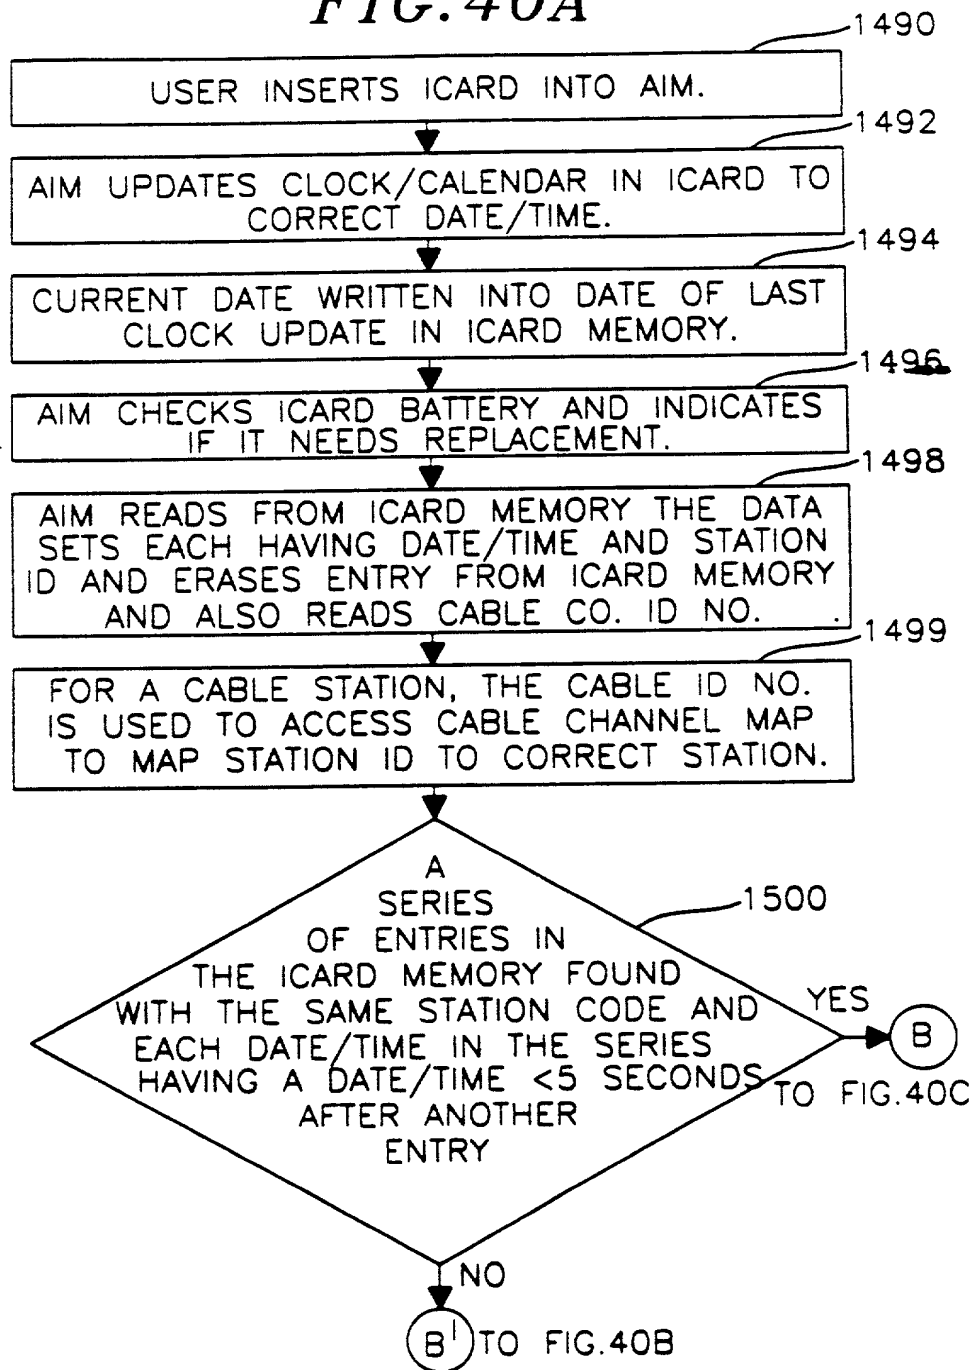 FIG. 40A
1490
USER INSERTS ICARD INTO AIM.
1492
AIM UPDATES CLOCK/CALENDAR IN ICARD TO
CORRECT DATE/TIME.
1494
CURRENT DATE WRITTEN INTO DATE OF LAST
CLOCK UPDATE IN ICARD MEMORY.
1496
AIM CHECKS ICARD BATTERY AND INDICATES
IF IT NEEDS REPLACEMENT.
1498
AIM READS FROM ICARD MEMORY THE DATA
SETS EACH HAVING DATE/TIME AND STATION
ID AND ERASES ENTRY FROM ICARD MEMORY
AND ALSO READS CABLE CO. ID NO.
1499
FOR A CABLE STATION, THE CABLE ID NO.
IS USED TO ACCESS CABLE CHANNEL MAP
TO MAP STATION ID TO CORRECT STATION.
1500
A
SERIES
OF ENTRIES IN
THE ICARD MEMORY FOUND
WITH THE SAME STATION CODE AND
EACH DATE/TIME IN THE SERIES
HAVING A DATE/TIME <5 SECONDS
AFTER ANOTHER
ENTRY
YES
B
TO FIG.40C
NO
B' TO FIG.40B